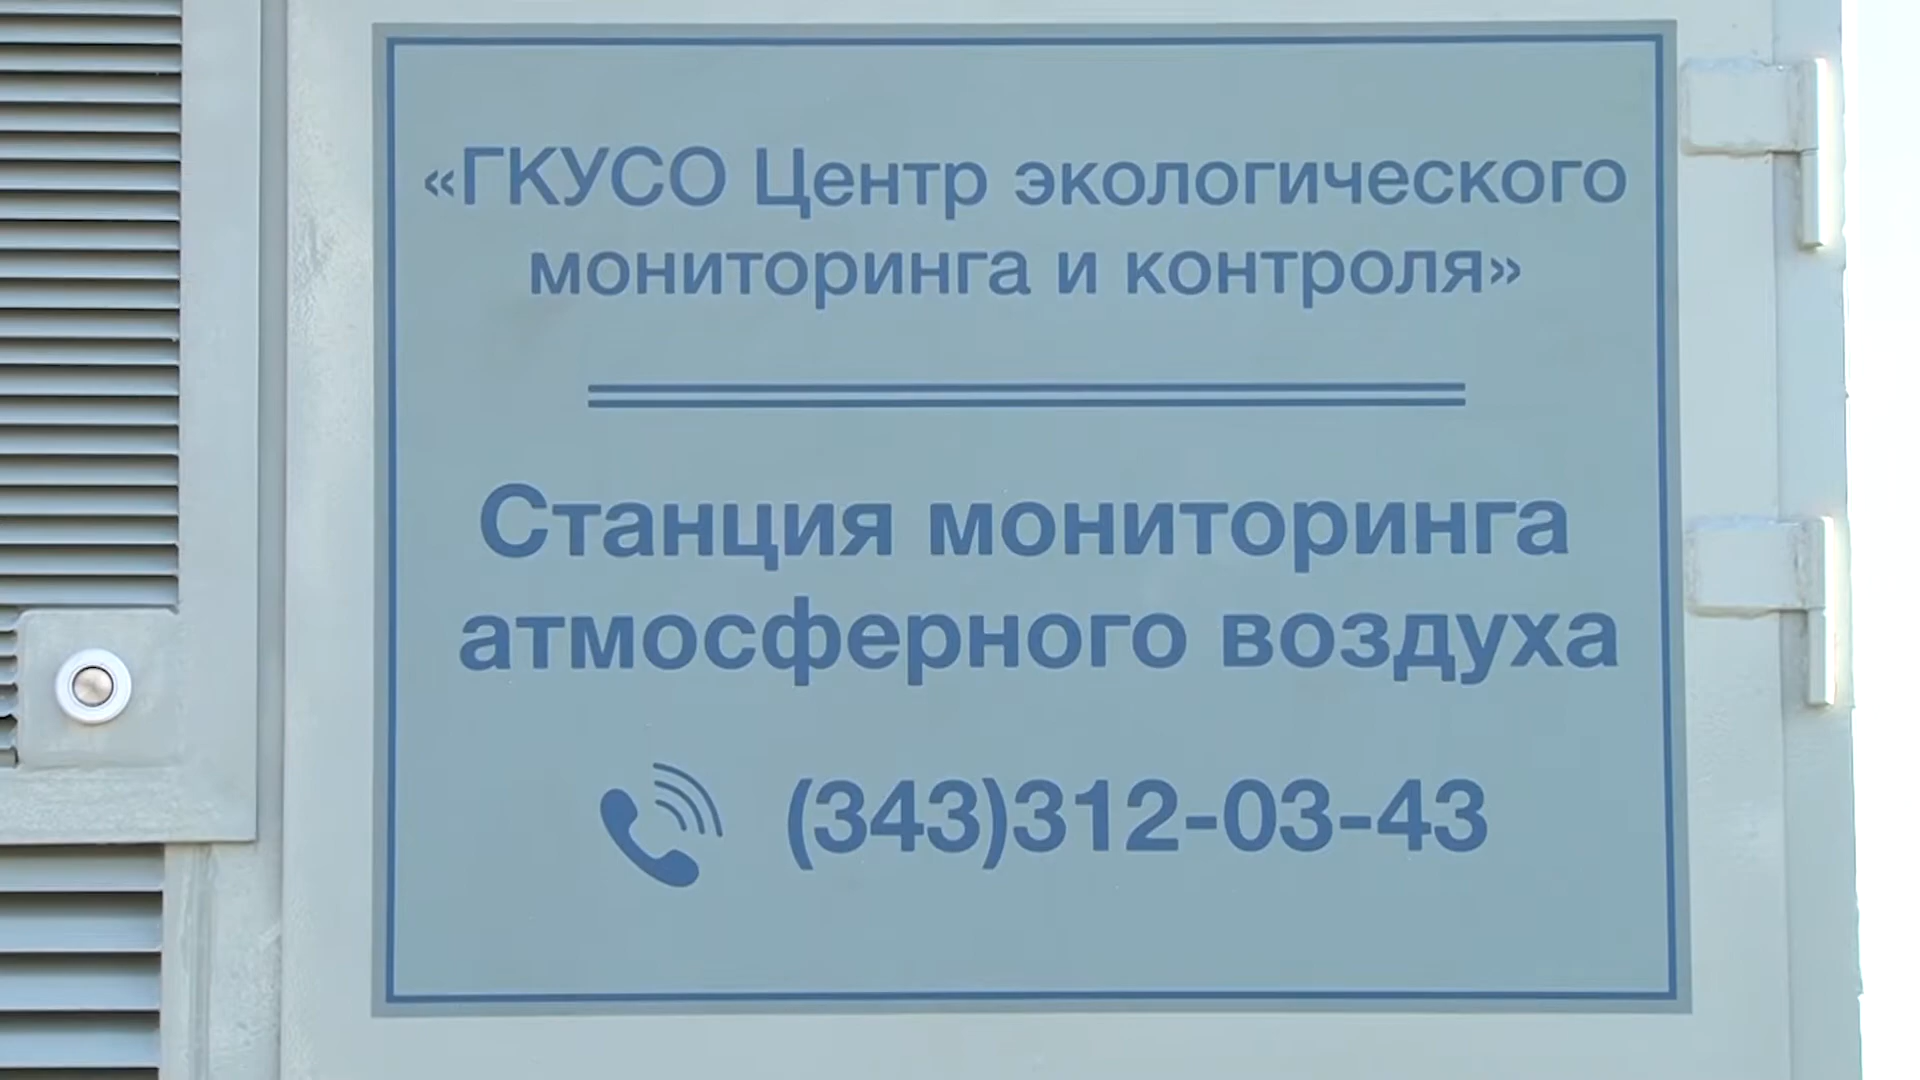 «ГКУСО Центр экологического
мониторинга и контроля»
Станция мониторинга
атмосферного воздуха
(343)312-03-43